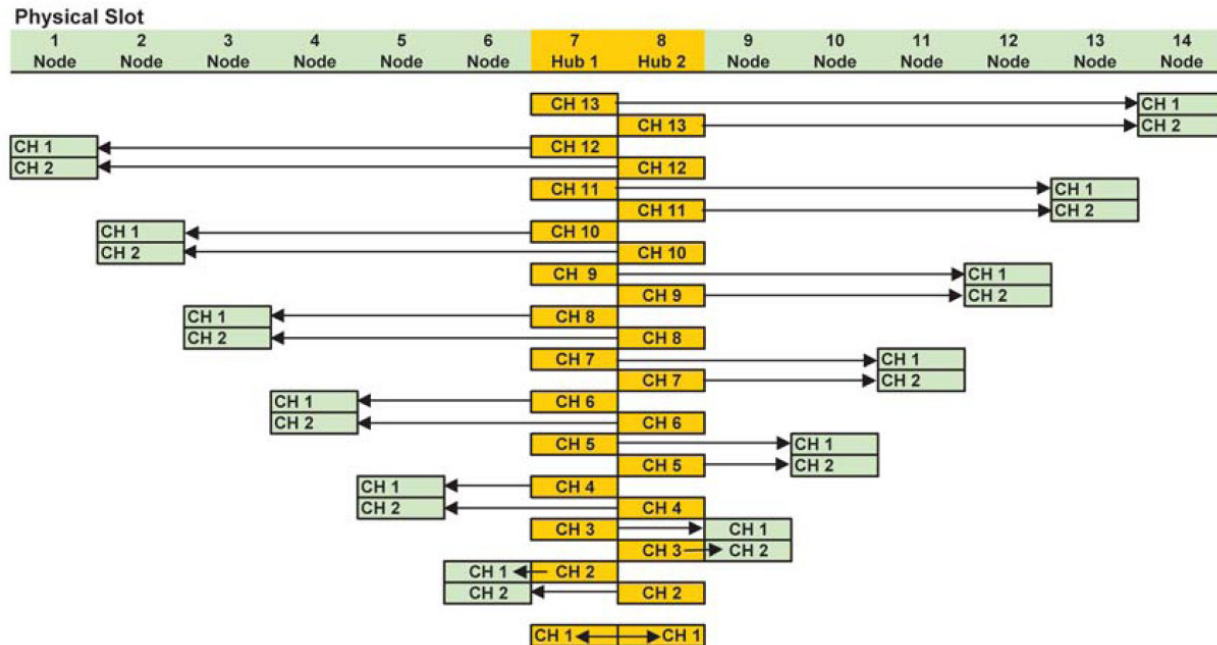 Physical Slot
1 2 3 4 5 6 7 8 9 10 11 12 13 14
Node Node Node Node Node Node Hub 1 Hub 2 Node Node Node Node Node Node
CH 13 CH 1
CH 13 CH 2
CH 1 CH 12
CH 2 CH 12
CH 11 CH 1
CH 11 CH 2
CH 1 CH 10
CH 2 CH 10
CH 9 CH 1
CH 9 CH 2
CH 1 CH 8
CH 2 CH 8
CH 7 CH 1
CH 7 CH 2
CH 1 CH 6
CH 2 CH 6
CH 5 CH 1
CH 5 CH 2
CH 1 CH 4
CH 2 CH 4
CH 3 CH 1
CH 3 CH 2
CH 1 CH 2
CH 2 CH 2
CH 1 CH 1